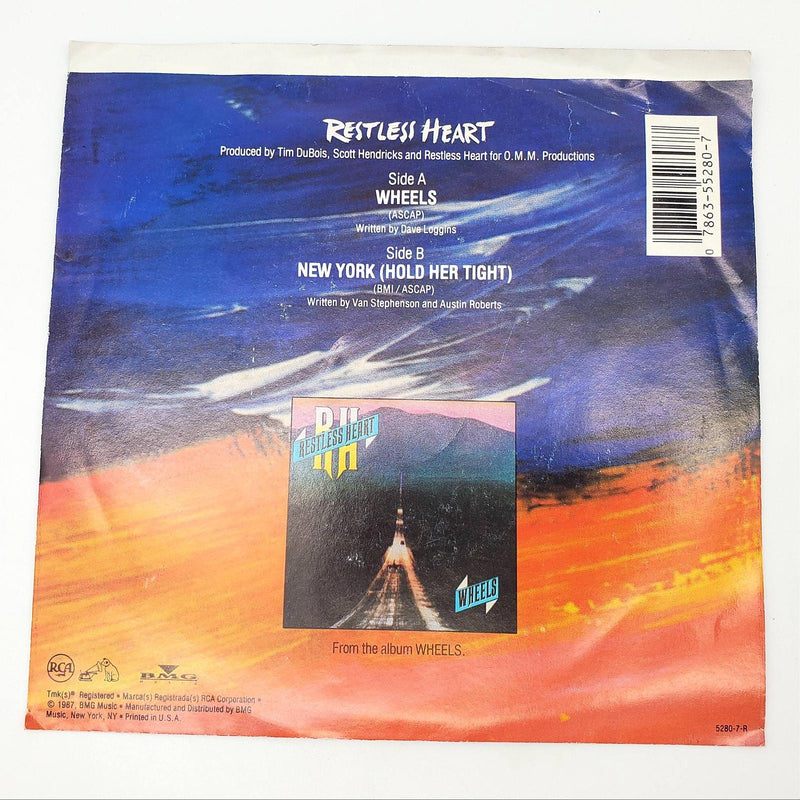 RESTLESS HEART
Produced by Tim DuBois, Scott Hendricks and Restless Heart for O.M.M. Productions
Side A
WHEELS
(ASCAP)
Written by Dave Loggins
Side B
NEW YORK (HOLD HER TIGHT)
(BMI/ASCAP)
Written by Van Stephenson and Austin Roberts
0 7863-55280-7
RH
RESTLESS HEART
WHEELS
From the album WHEELS.
RCA
BMG
MUSIC
Tmk(s)® Registered • Marca(s) Registrada(s) RCA Corporation •
© 1987, BMG Music • Manufactured and Distributed by BMG
Music, New York, NY • Printed in U.S.A.
5280-7-R